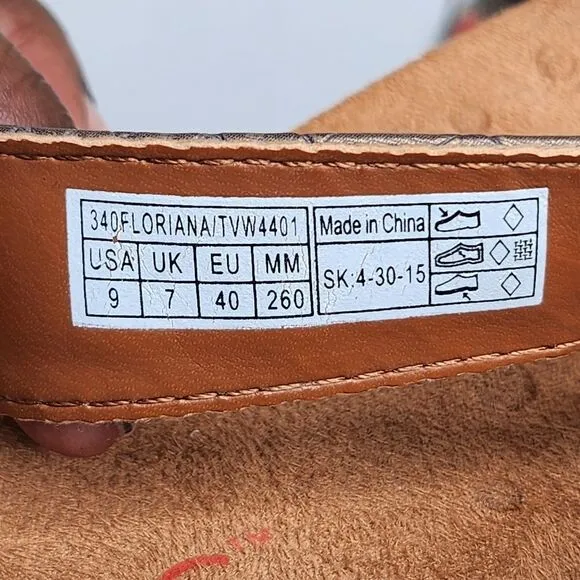 340FLORIANA/TVW4401
USA UK EU MM
9 7 40 260
Made in China
SK:4-30-15